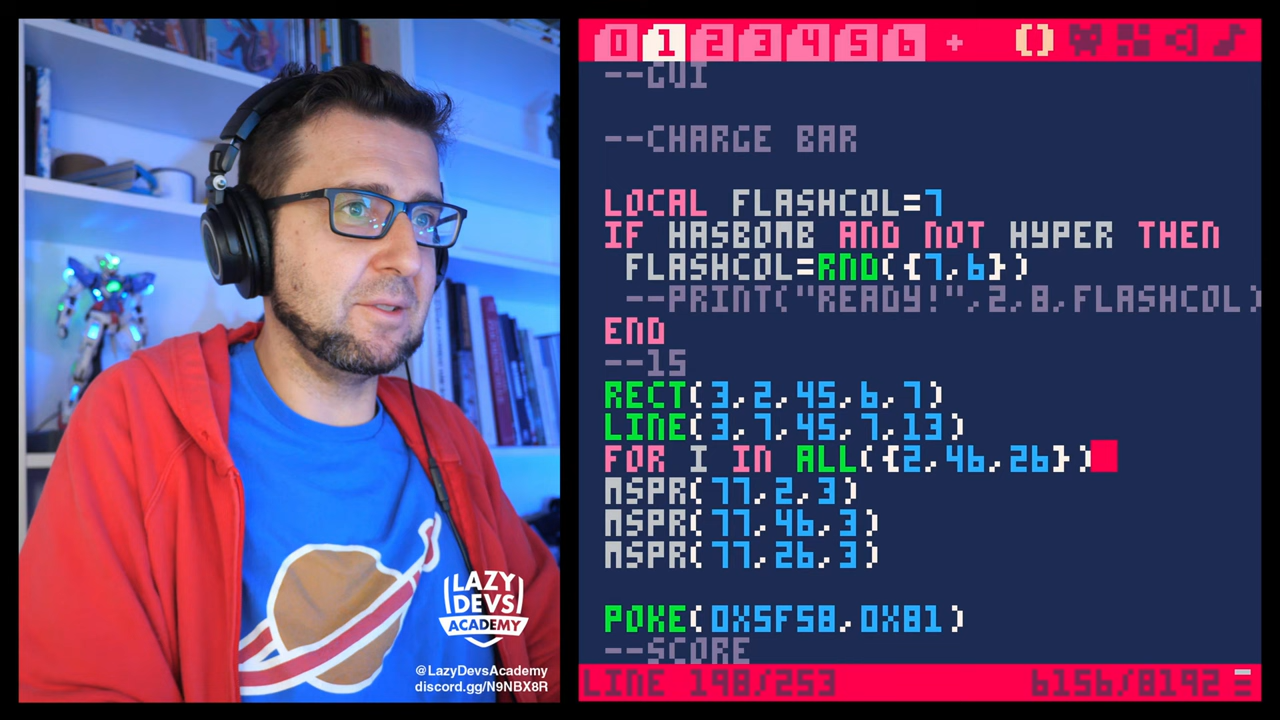 LAZY
DEVS
ACADEMY
@LazyDevsAcademy
discord.gg/N9NBX8R
0 1 2 3 4 5 6 +
--GUI
--CHARGE BAR
LOCAL FLASHCOL=7
IF HASBOMB AND NOT HYPER THEN
FLASHCOL=RND({7,6})
--PRINT("READY!",2,8,FLASHCOL)
END
--15
RECT(3,2,45,6,7)
LINE(3,7,45,7,13)
FOR I IN ALL({2,46,26})
MSPR(77,2,3)
MSPR(77,46,3)
MSPR(77,26,3)
POKE(0X5F58,0X81)
--SCORE
LINE 198/253
6156/8192